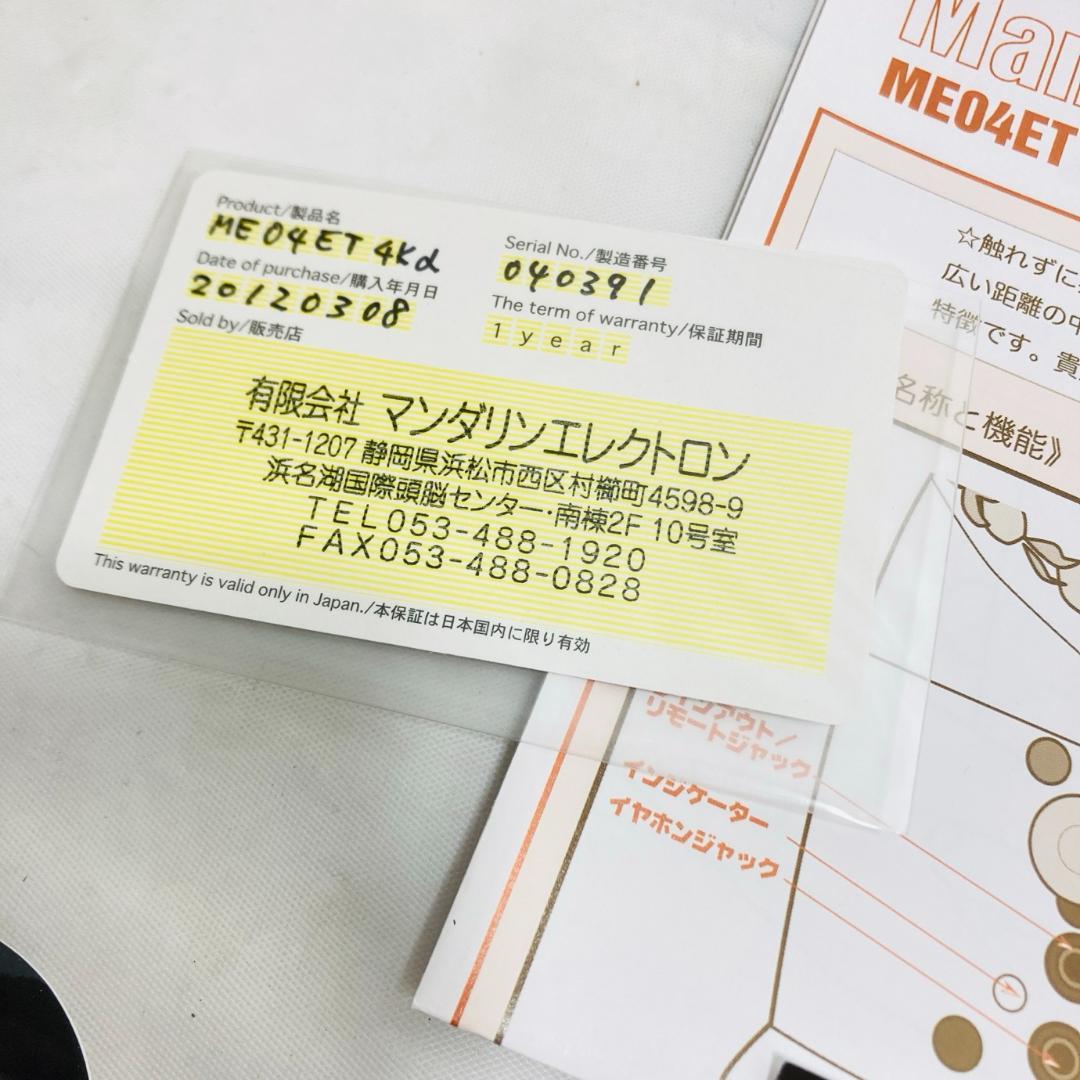 Product/製品名
ME04ET 4Kd
Date of purchase/購入年月日
20120308
Sold by/販売店
Serial No./製造番号
040391
The term of warranty/保証期間
1 year
有限会社 マンダリンエレクトロン
〒431-1207 静岡県浜松市西区村櫛町4598-9
浜名湖国際頭脳センター・南棟2F 10号室
TEL053-488-1920
FAX053-488-0828
This warranty is valid only in Japan./本保証は日本国内に限り有効
ME04ET
☆触れずに
広い距離の中
特徴です。貴
名称と機能》
リモートジャック
インジケーター
イヤホンジャック